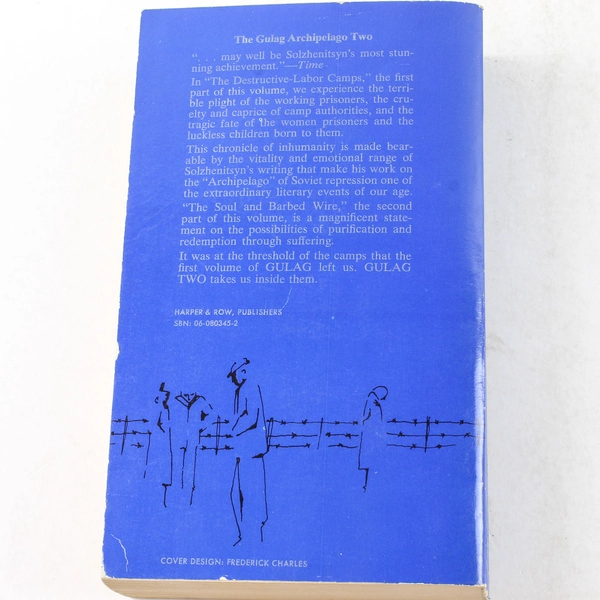 The Gulag Archipelago Two
". . . may well be Solzhenitsyn's most stun-
ning achievement."—Time
In "The Destructive-Labor Camps," the first
part of this volume, we experience the terri-
ble plight of the working prisoners, the cru-
elty and caprice of camp authorities, and the
tragic fate of the women prisoners and the
luckless children born to them.
This chronicle of inhumanity is made bear-
able by the vitality and emotional range of
Solzhenitsyn's writing that make his work on
the "Archipelago" of Soviet repression one of
the extraordinary literary events of our age.
"The Soul and Barbed Wire," the second
part of this volume, is a magnificent state-
ment on the possibilities of purification and
redemption through suffering.
It was at the threshold of the camps that the
first volume of GULAG left us. GULAG
TWO takes us inside them.
HARPER & ROW, PUBLISHERS
SBN: 06-080345-2
COVER DESIGN: FREDERICK CHARLES